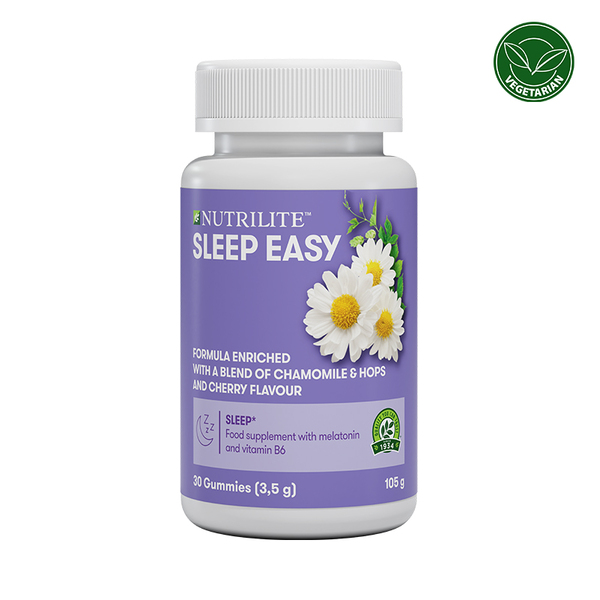 VEGETARIAN
NUTRILITE™
SLEEP EASY
FORMULA ENRICHED
WITH A BLEND OF CHAMOMILE & HOPS
AND CHERRY FLAVOUR
Z Z Z
SLEEP*
Food supplement with melatonin
and vitamin B6
1934
30 Gummies (3,5 g)
105 g